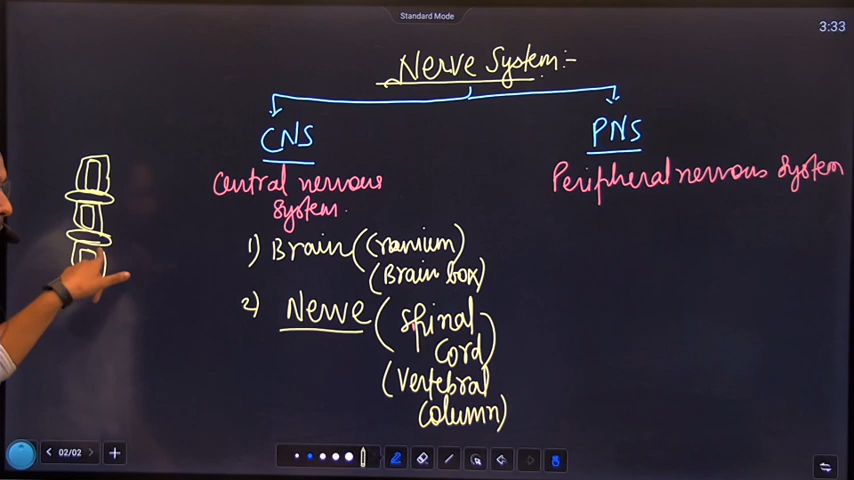 Standard Mode
3:33
Nerve System:-
CNS
PNS
Central nervous
system.
Peripheral nervous system
1) Brain (Cranium)
(Brain box)
2) Nerve (Spinal
Cord)
(Vertebral
Column)
02/02